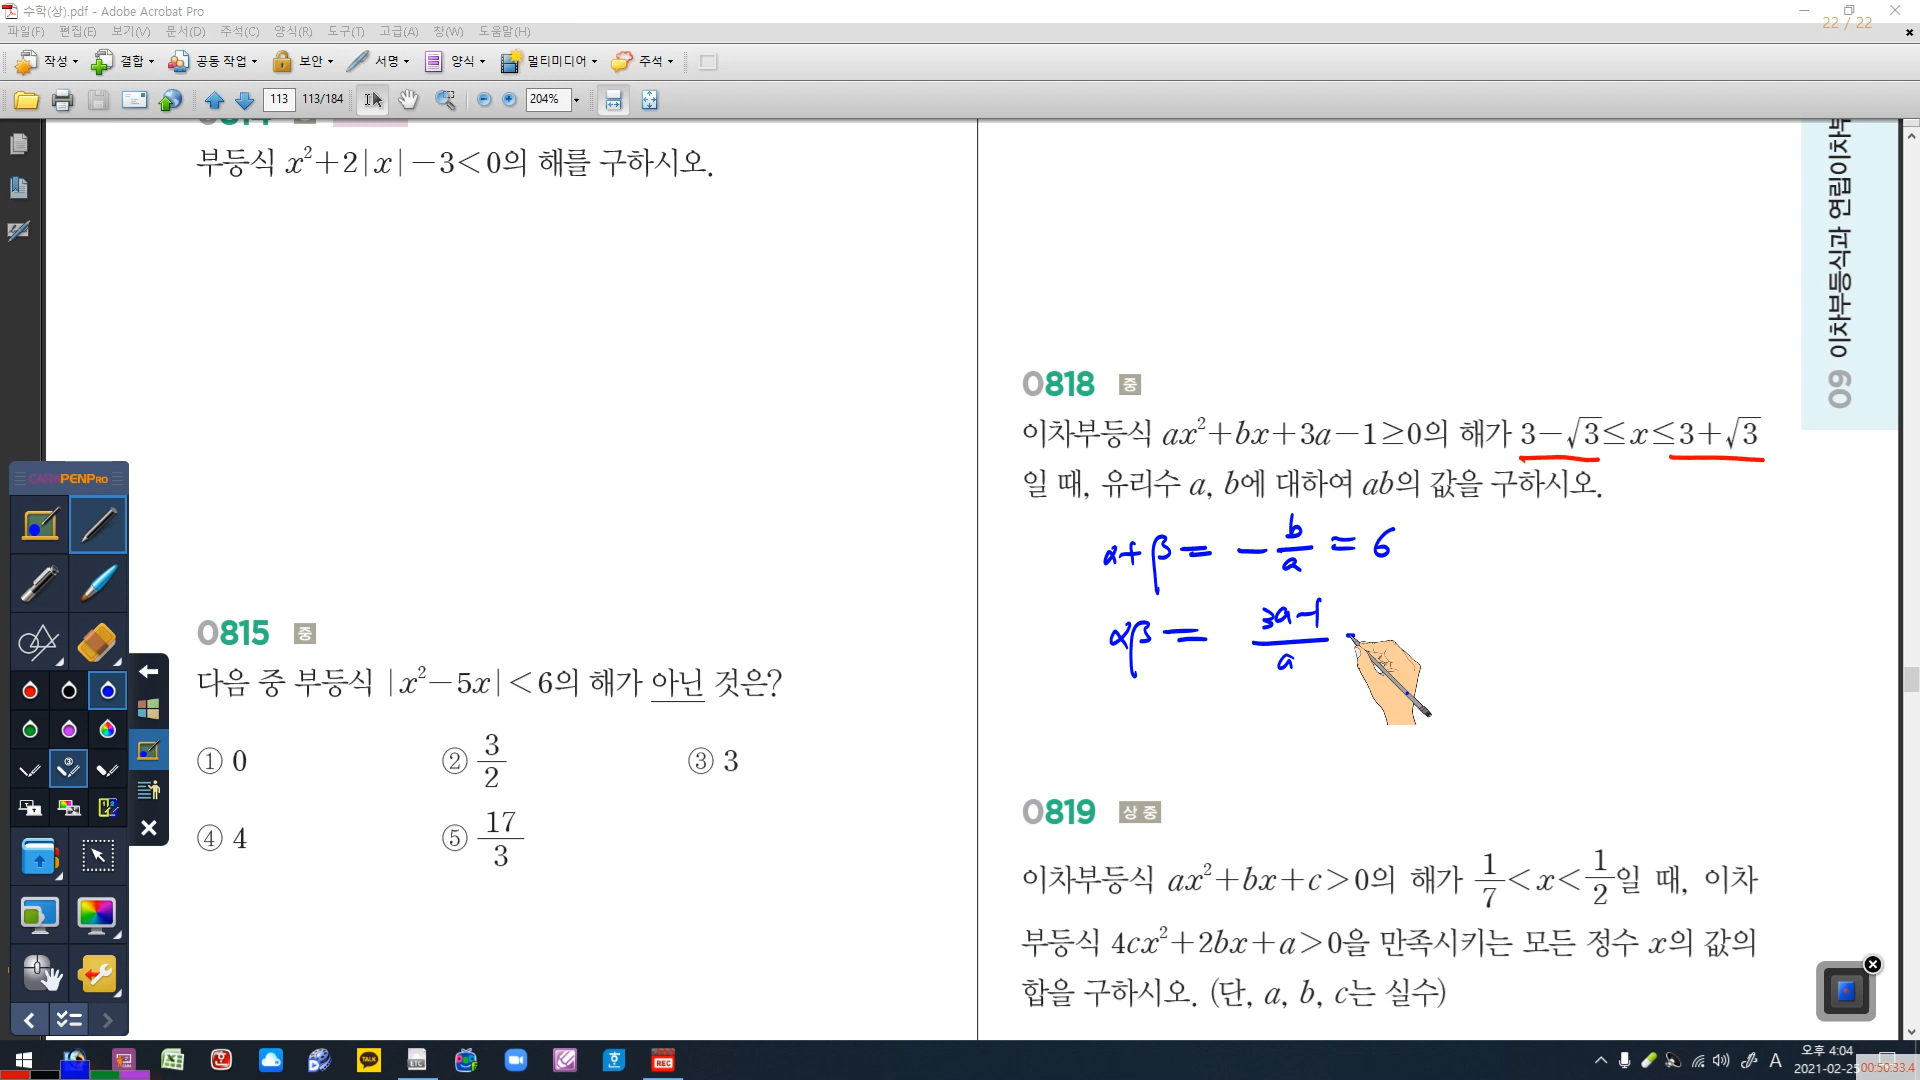 수학(상).pdf - Adobe Acrobat Pro
22 / 22
파일(F) 편집(E) 보기(V) 문서(D) 주석(C) 양식(R) 도구(T) 고급(A) 창(W) 도움말(H)
작성 결합 공동 작업 보안 서명 양식 멀티미디어 주석
113 113/184 204%
부등식 x²+2|x|-3<0의 해를 구하시오.
0815 중
다음 중 부등식 |x²-5x|<6의 해가 아닌 것은?
① 0 ② 3/2 ③ 3
④ 4 ⑤ 17/3
09 이차부등식과 연립이차부
0818 중
이차부등식 ax²+bx+3a-1≥0의 해가 3-√3≤x≤3+√3
일 때, 유리수 a, b에 대하여 ab의 값을 구하시오.
α+β = - b/a = 6
αβ = 3a-1/a
0819 상 중
이차부등식 ax²+bx+c>0의 해가 1/7<x<1/2일 때, 이차
부등식 4cx²+2bx+a>0을 만족시키는 모든 정수 x의 값의
합을 구하시오. (단, a, b, c는 실수)
PENPRO
TALK
REC
A
오후 4:04
2021-02-25
00:50:33.4